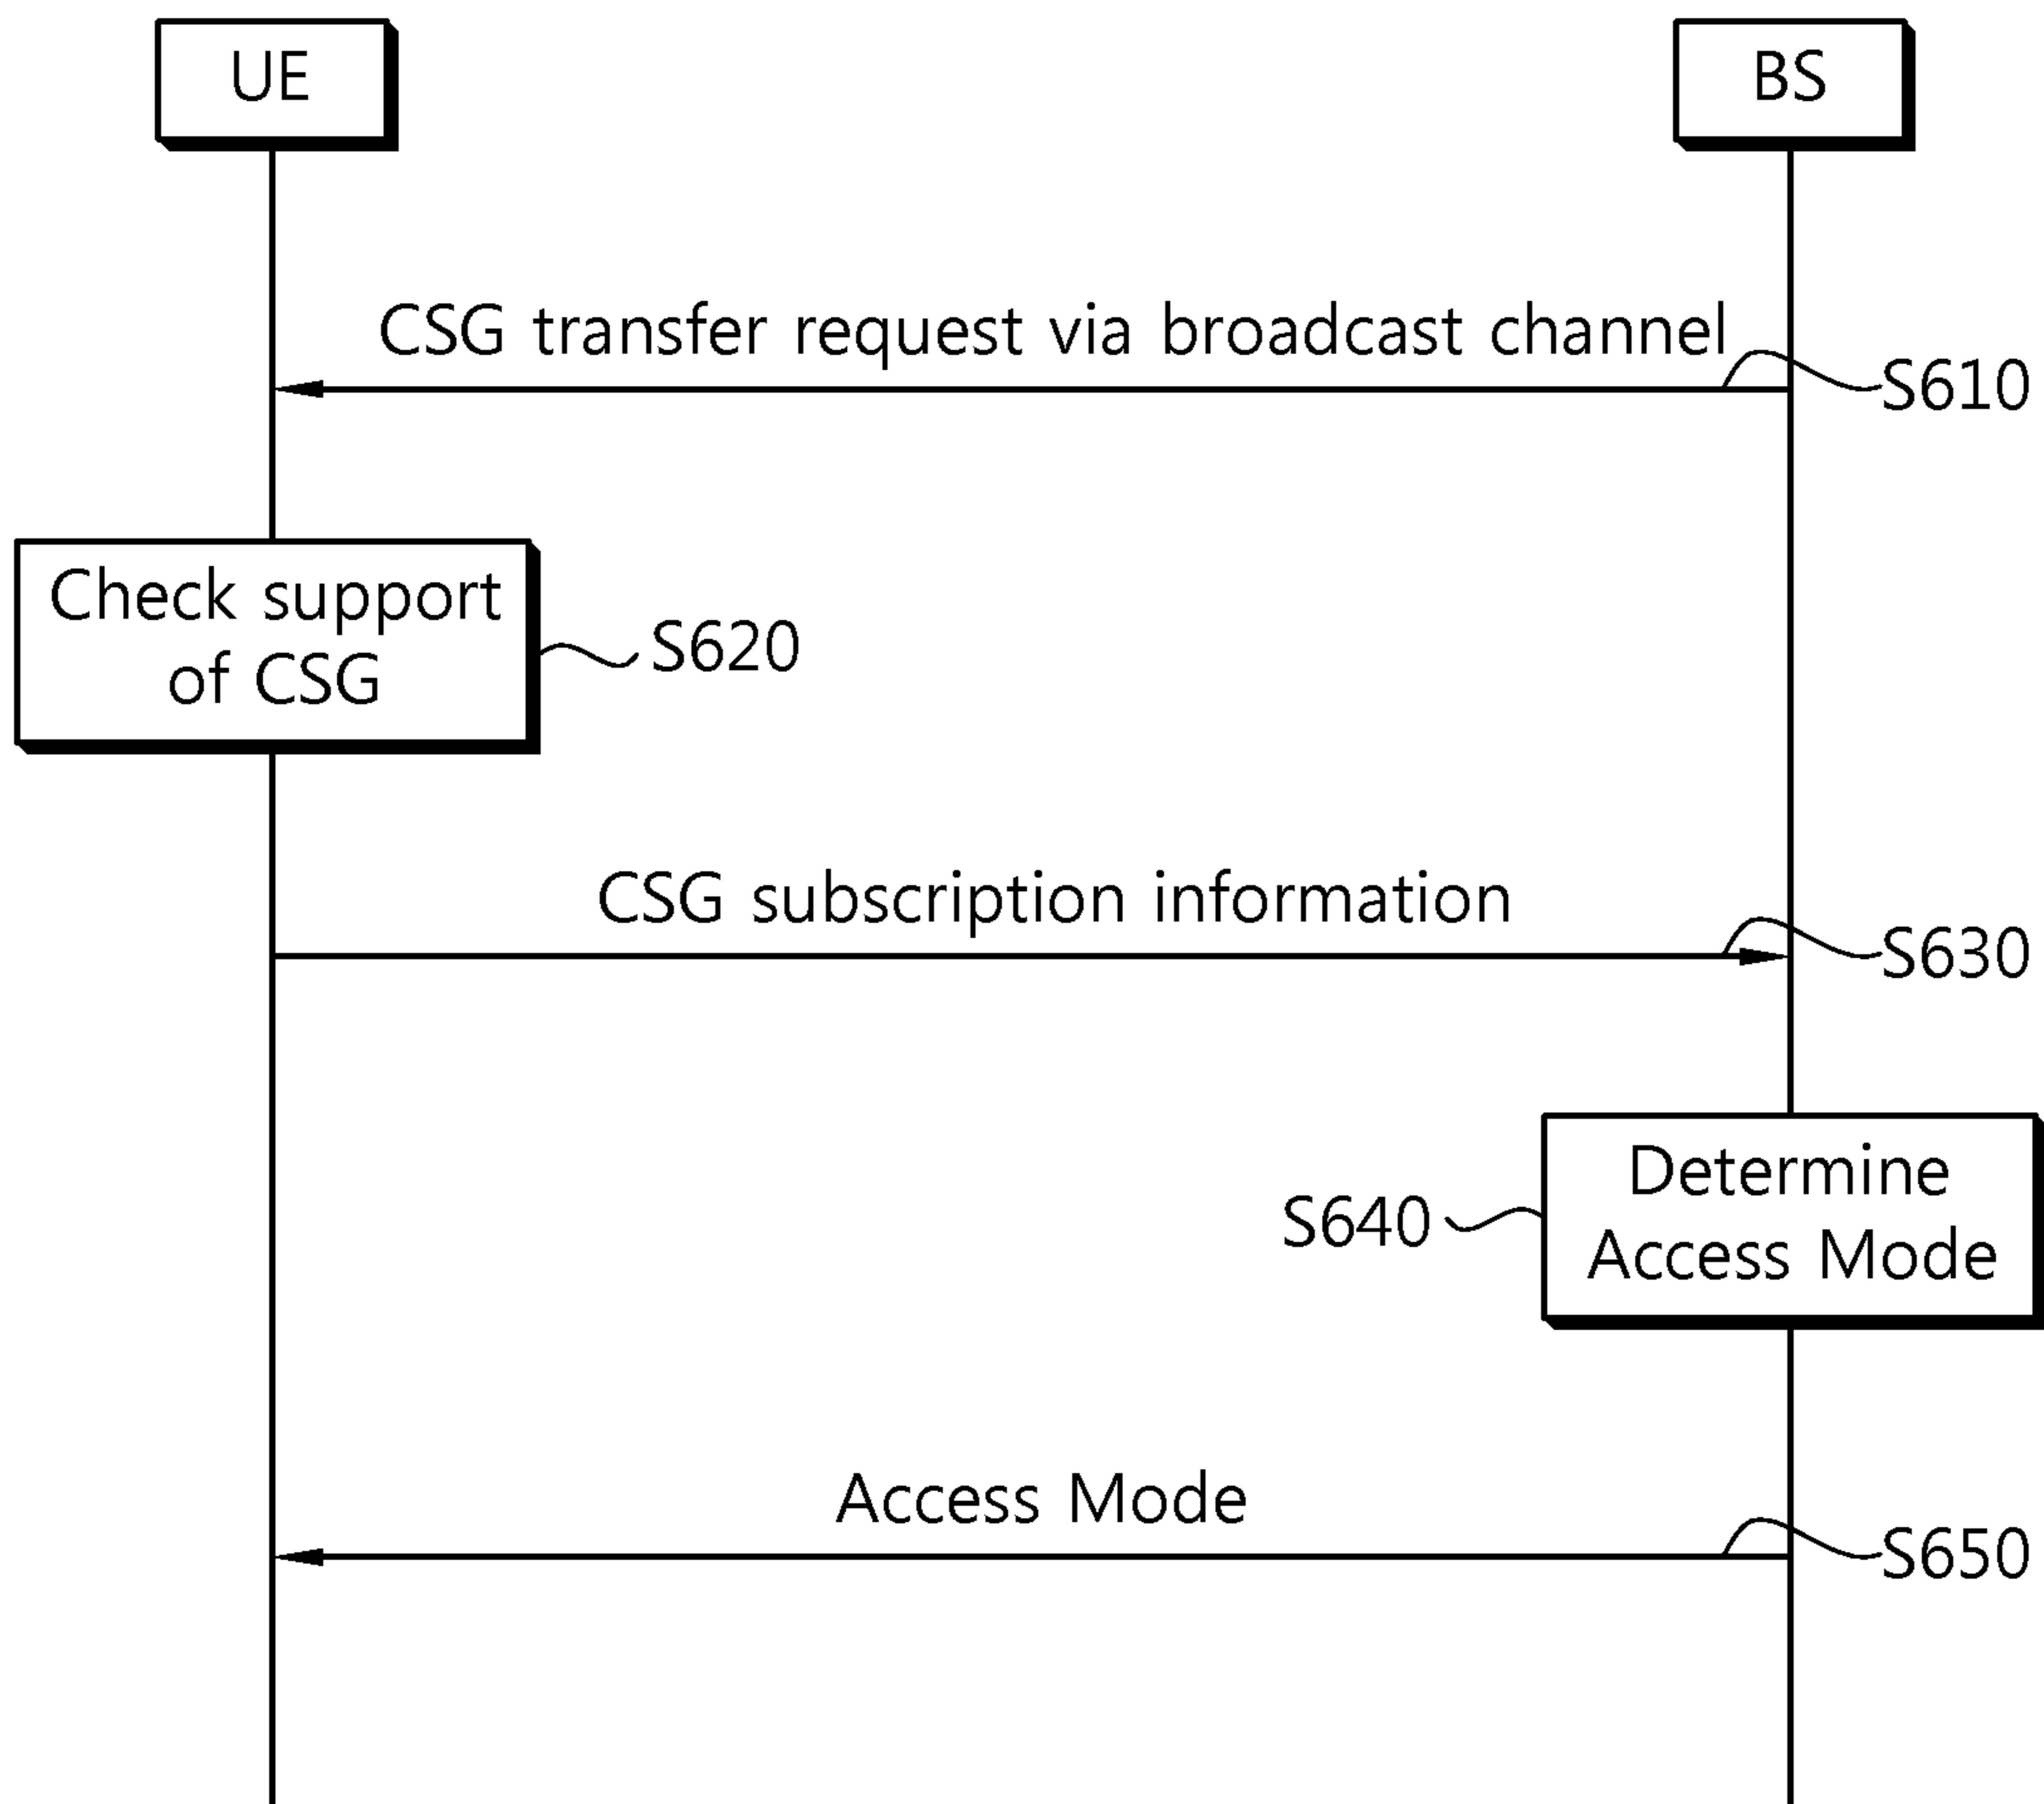 UE
BS
CSG transfer request via broadcast channel
S610
Check support
of CSG
S620
CSG subscription information
S630
Determine
Access Mode
S640
Access Mode
S650